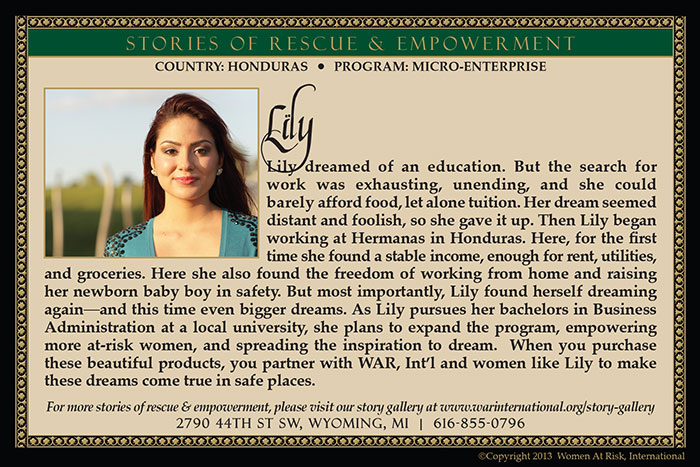 STORIES OF RESCUE & EMPOWERMENT
COUNTRY: HONDURAS • PROGRAM: MICRO-ENTERPRISE
Lily
Lily dreamed of an education. But the search for
work was exhausting, unending, and she could
barely afford food, let alone tuition. Her dream seemed
distant and foolish, so she gave it up. Then Lily began
working at Hermanas in Honduras. Here, for the first
time she found a stable income, enough for rent, utilities,
and groceries. Here she also found the freedom of working from home and raising
her newborn baby boy in safety. But most importantly, Lily found herself dreaming
again—and this time even bigger dreams. As Lily pursues her bachelors in Business
Administration at a local university, she plans to expand the program, empowering
more at-risk women, and spreading the inspiration to dream. When you purchase
these beautiful products, you partner with WAR, Int'l and women like Lily to make
these dreams come true in safe places.
For more stories of rescue & empowerment, please visit our story gallery at www.warinternational.org/story-gallery
2790 44TH ST SW, WYOMING, MI | 616-855-0796
©Copyright 2013 Women At Risk, International